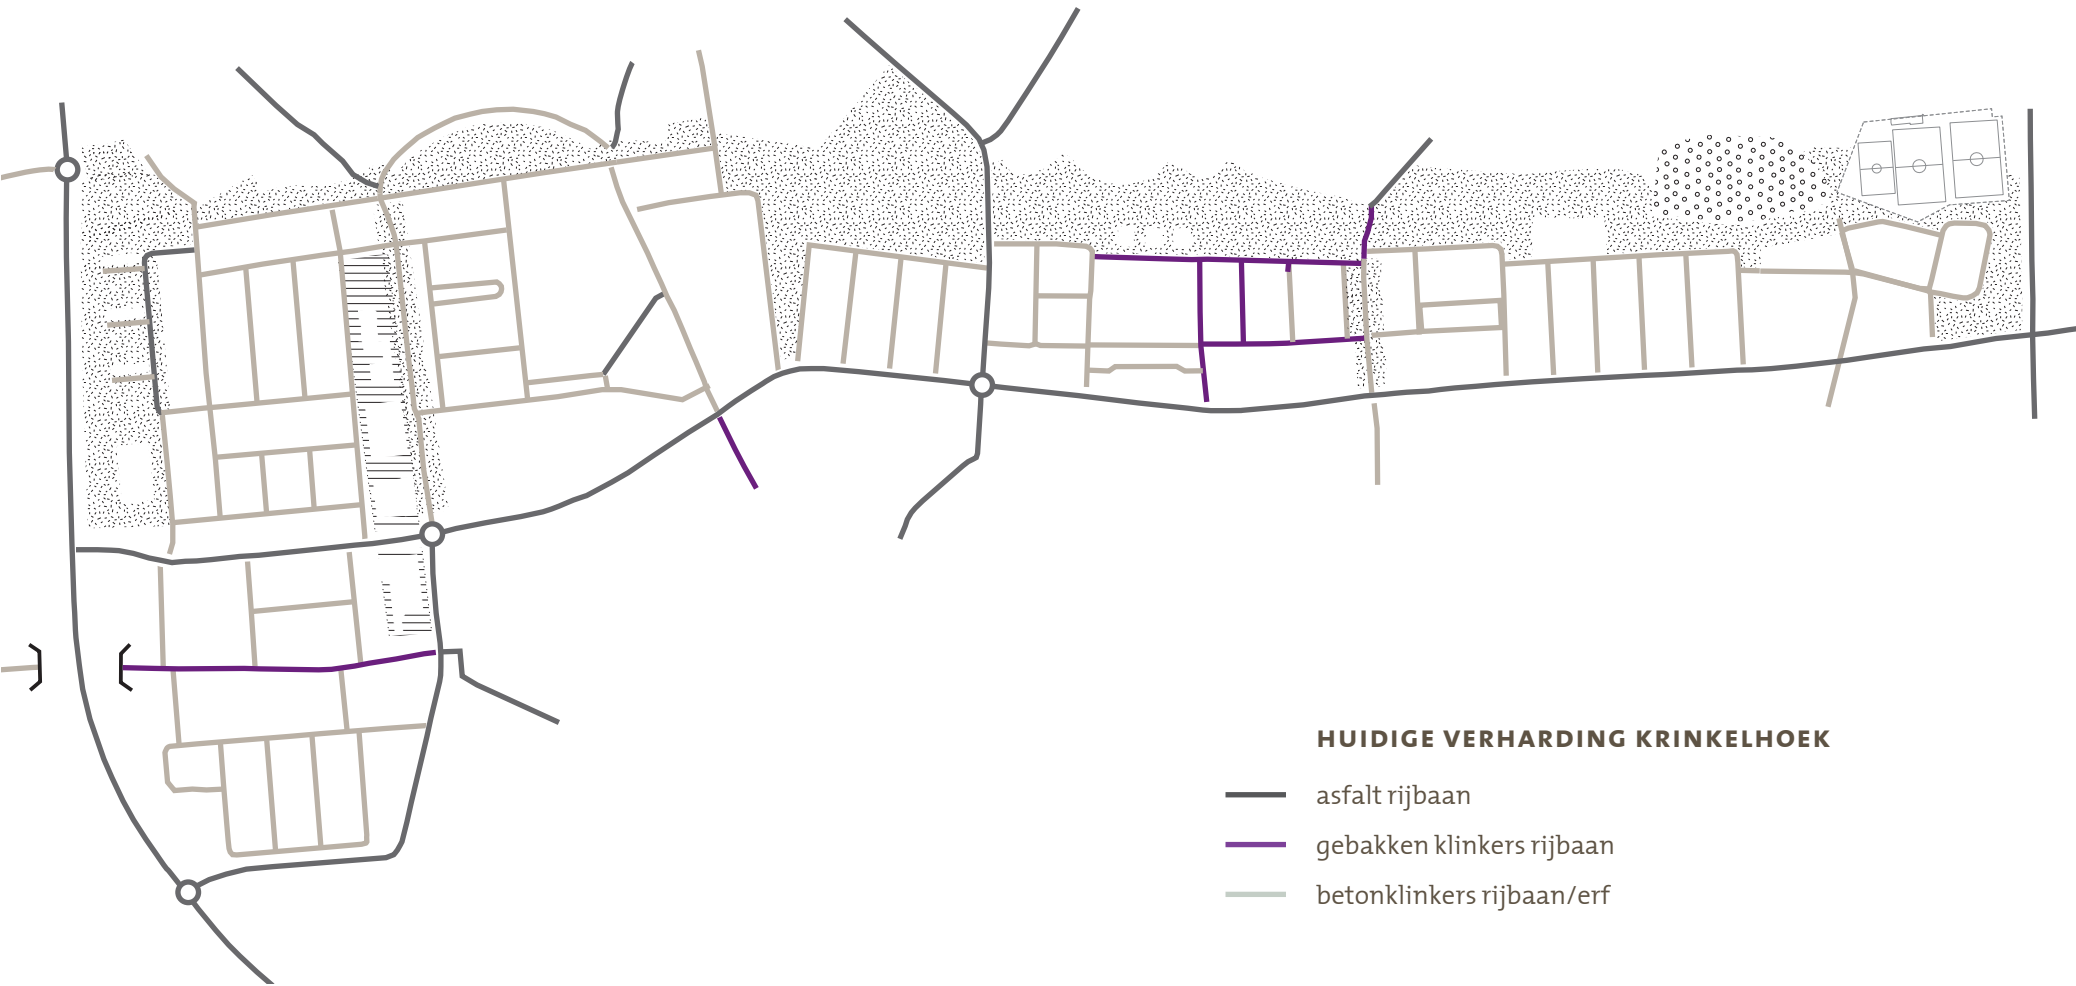 HUIDIGE VERHARDING KRINKELHOEK
asfalt rijbaan
gebakken klinkers rijbaan
betonklinkers rijbaan/erf